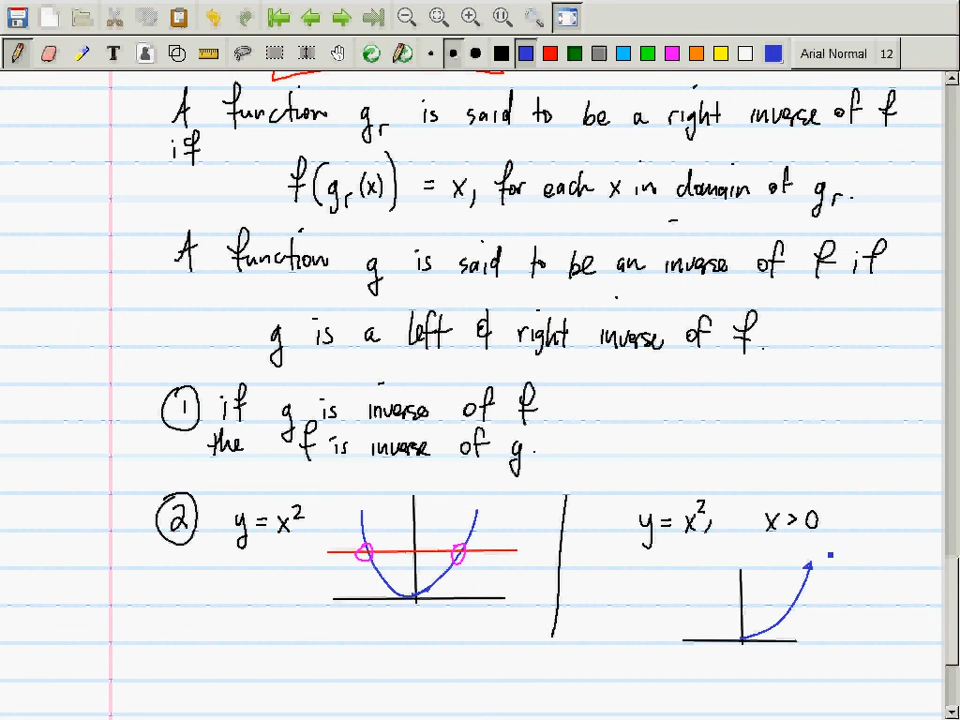 T
Arial Normal 12
A function gᵣ is said to be a right inverse of f
if
f(gᵣ(x)) = x, for each x in domain of gᵣ.
A function g is said to be an inverse of f if
g is a left & right inverse of f.
① if g is inverse of f
the f is inverse of g.
② y = x² y = x², x > 0